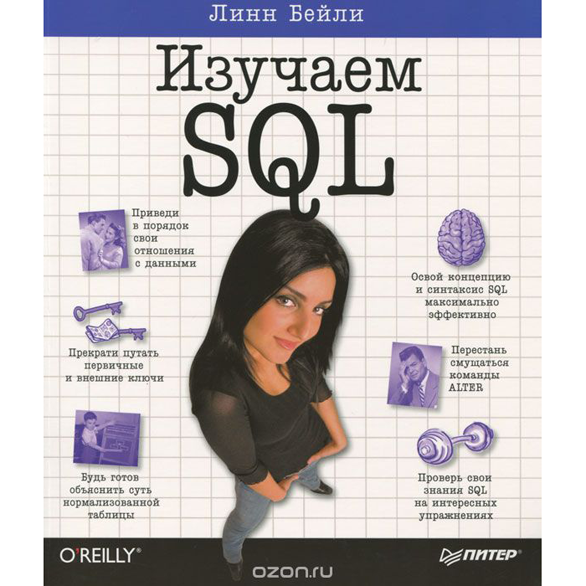 Линн Бейли
Изучаем
SQL
Приведи
в порядок
свои
отношения
с данными
Освой концепцию
и синтаксис SQL
максимально
эффективно
Прекрати путать
первичные
и внешние ключи
Перестань
смущаться
команды
ALTER
Будь готов
объяснить суть
нормализованной
таблицы
Проверь свои
знания SQL
на интересных
упражнениях
O'REILLY®
ПИТЕР®
ozon.ru